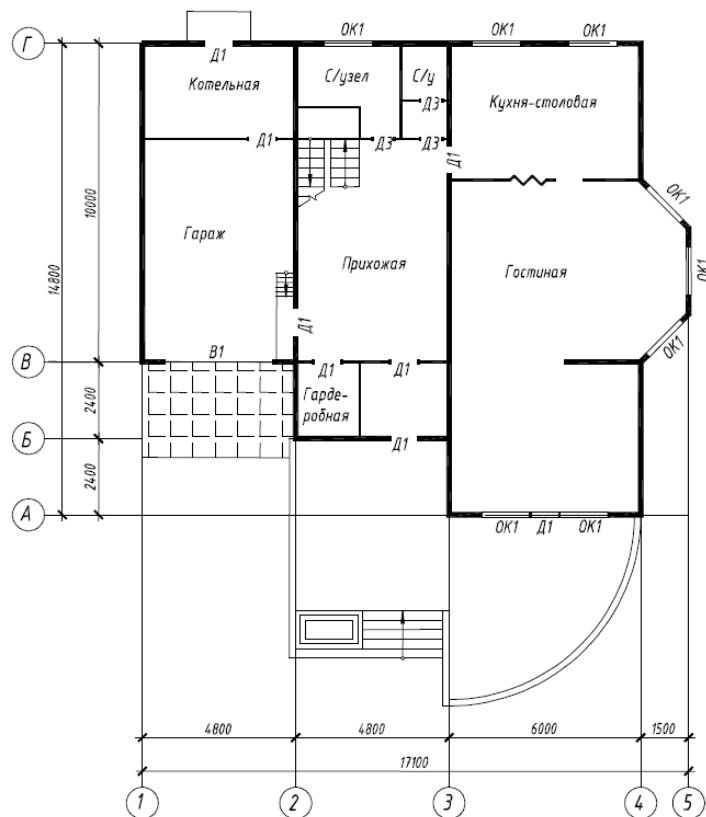 ОК1
Г
Д1
С/узел
С/у
ОК1
ОК1
Котельная
Д3
Кухня-столовая
Д1
Д3
Д3
Д1
ОК1
10000
14800
Гараж
Прихожая
Гостиная
ОК1
Д1
В1
ОК1
В
Д1
Д1
2400
Гарде-
робная
Б
Д1
2400
А
ОК1
Д1
ОК1
4800
4800
6000
1500
17100
1
2
3
4
5